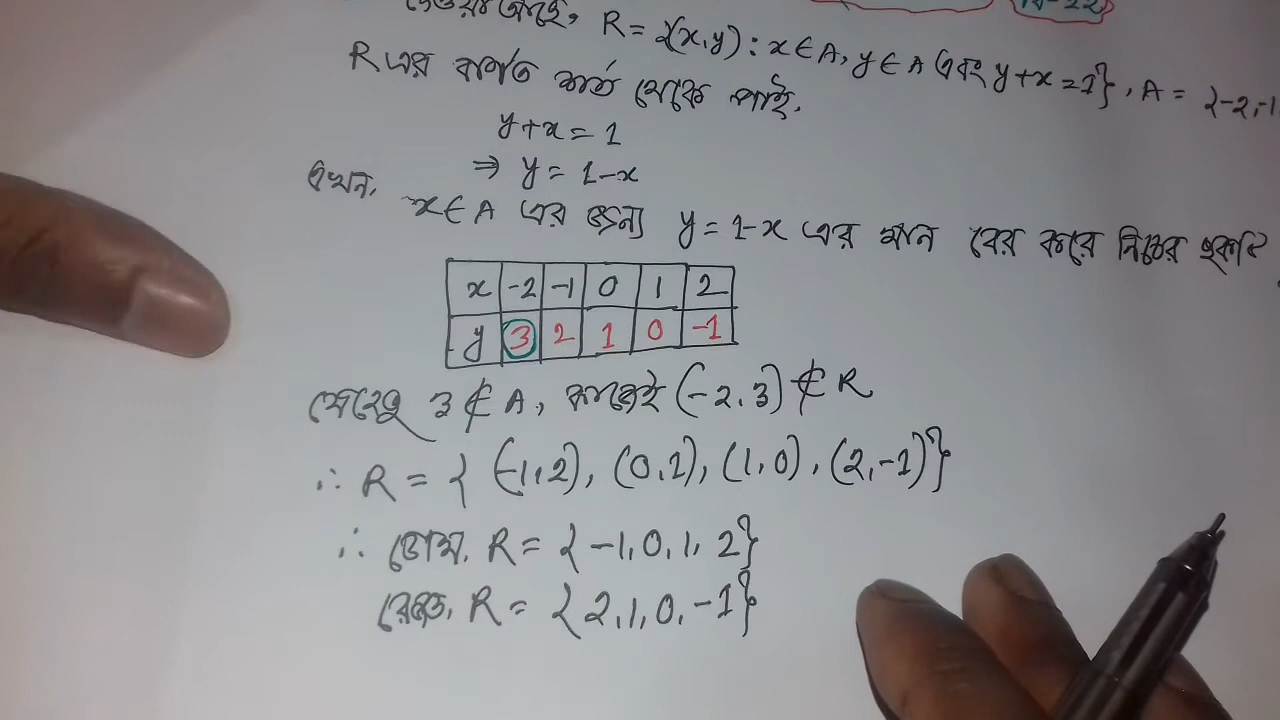 দেওয়া আছে, R = {(x,y) : x ∈ A, y ∈ A এবং y+x = 1}, A = {-2, -1
R এর বর্ণিত শর্ত থেকে পাই,
y+x = 1
⇒ y = 1-x
এখন, x ∈ A এর জন্য y = 1-x এর মান বের করে নিচের ছকটি
x -2 -1 0 1 2
y 3 2 1 0 -1
যেহেতু 3 ∉ A, কাজেই (-2, 3) ∉ R
∴ R = { (-1, 2), (0, 1), (1, 0), (2, -1)}
∴ ডোম. R = {-1, 0, 1, 2}
রেঞ্জ. R = {2, 1, 0, -1}